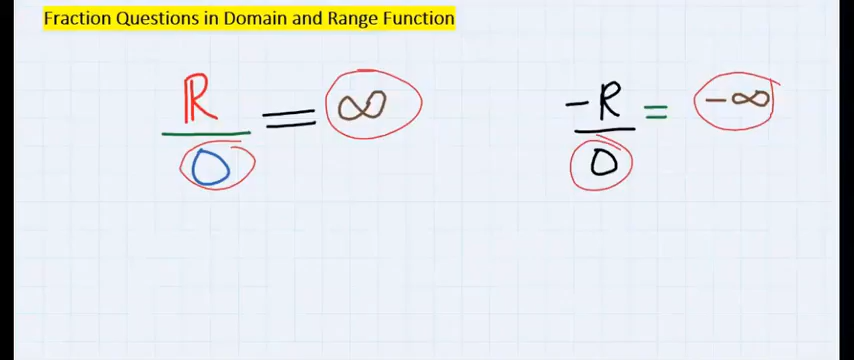 Fraction Questions in Domain and Range Function
ℝ/0 = ∞
-R/0 = -∞